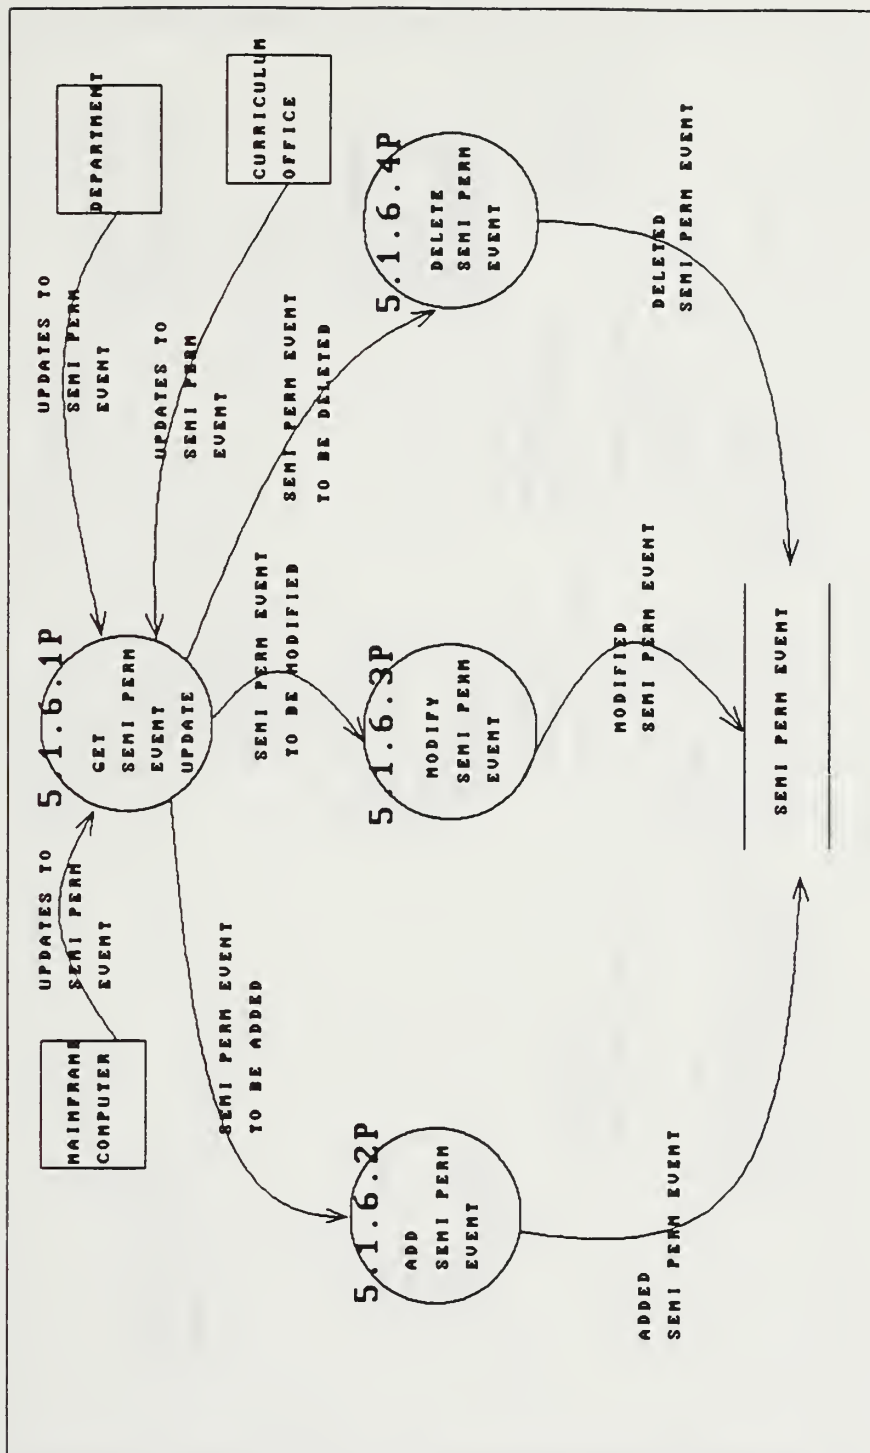 UPDATES TO
SEMI PERM
EVENT
MAINFRAME
COMPUTER
5.1.6.1P
GET
SEMI PERM
EVENT
UPDATE
UPDATES TO
SEMI PERM
EVENT
DEPARTMENT
UPDATES TO
SEMI PERM
EVENT
CURRICULUM
OFFICE
SEMI PERM EVENT
TO BE ADDED
SEMI PERM EVENT
TO BE MODIFIED
SEMI PERM EVENT
TO BE DELETED
5.1.6.2P
ADD
SEMI PERM
EVENT
5.1.6.3P
MODIFY
SEMI PERM
EVENT
5.1.6.4P
DELETE
SEMI PERM
EVENT
ADDED
SEMI PERM EVENT
MODIFIED
SEMI PERM EVENT
DELETED
SEMI PERM EVENT
SEMI PERM EVENT